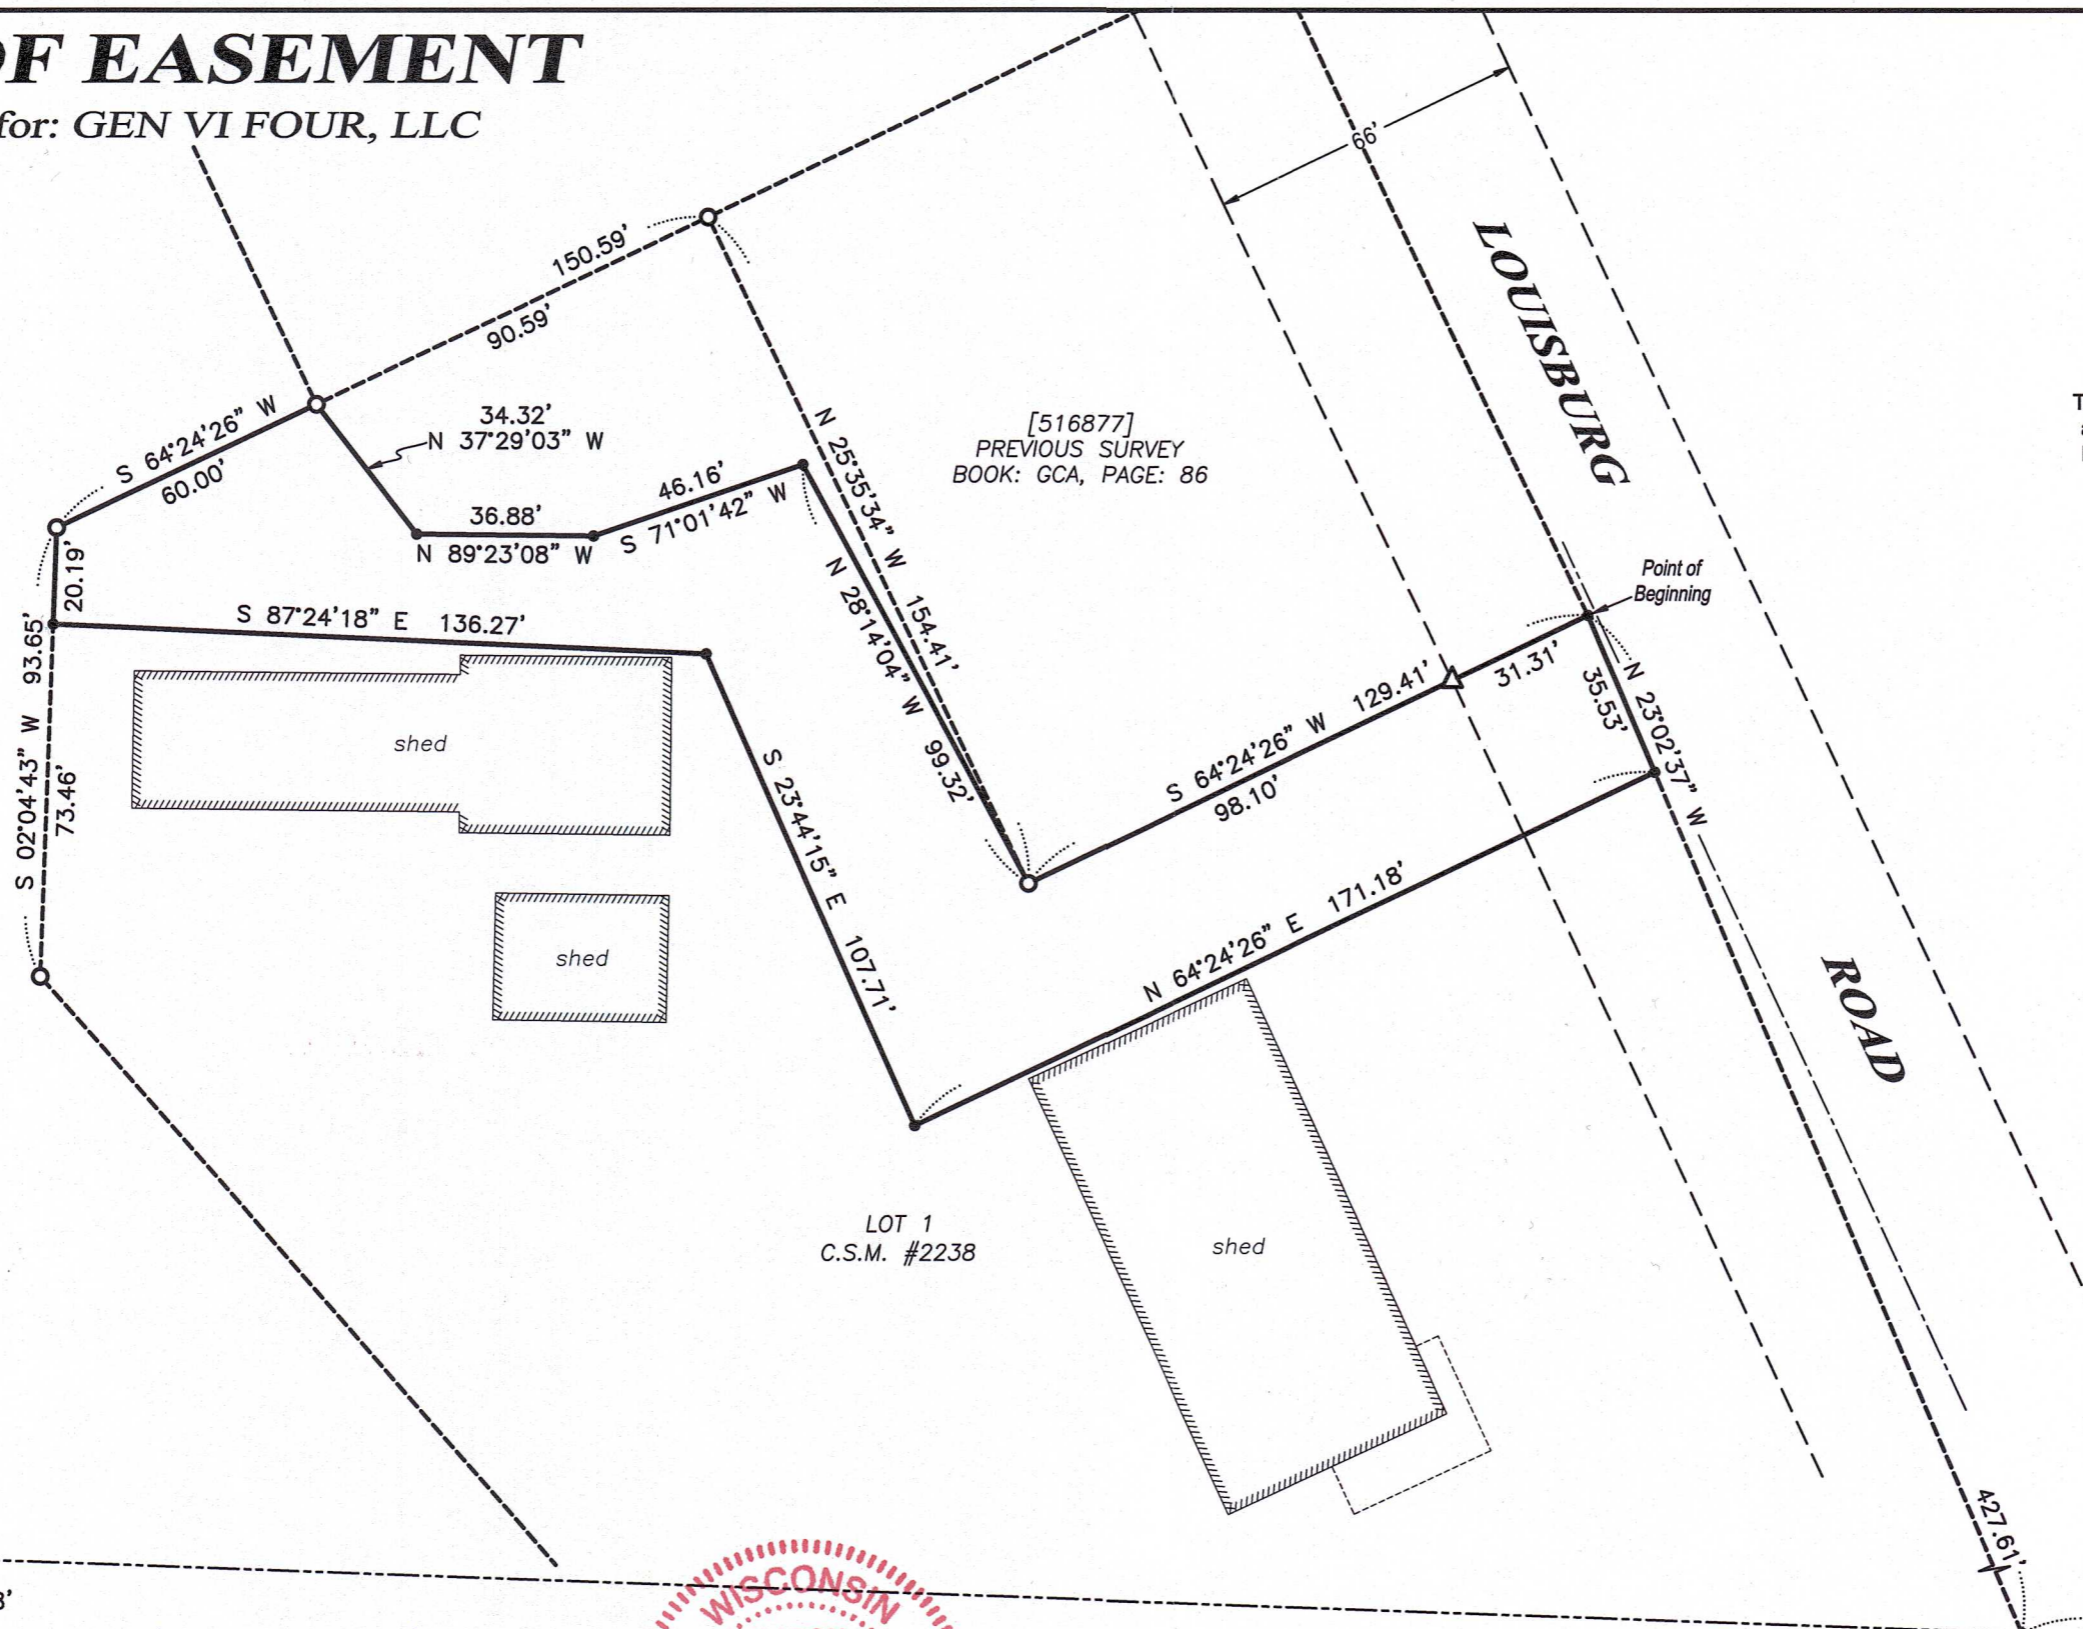 OF EASEMENT
for: GEN VI FOUR, LLC
66'
LOUISBURG
ROAD
150.59'
90.59'
S 64°24'26" W
60.00'
34.32'
N 37°29'03" W
36.88'
N 89°23'08" W
46.16'
S 71°01'42" W
N 25°35'34" W 154.41'
N 28°14'04" W 99.32'
[516877]
PREVIOUS SURVEY
BOOK: GCA, PAGE: 86
Point of
Beginning
20.19'
S 02°04'43" W 93.65'
73.46'
S 87°24'18" E 136.27'
shed
shed
S 23°44'15" E 107.71'
S 64°24'26" W 129.41'
98.10'
31.31'
35.53'
N 23°02'37" W
N 64°24'26" E 171.18'
LOT 1
C.S.M. #2238
shed
427.61'
WISCONSIN